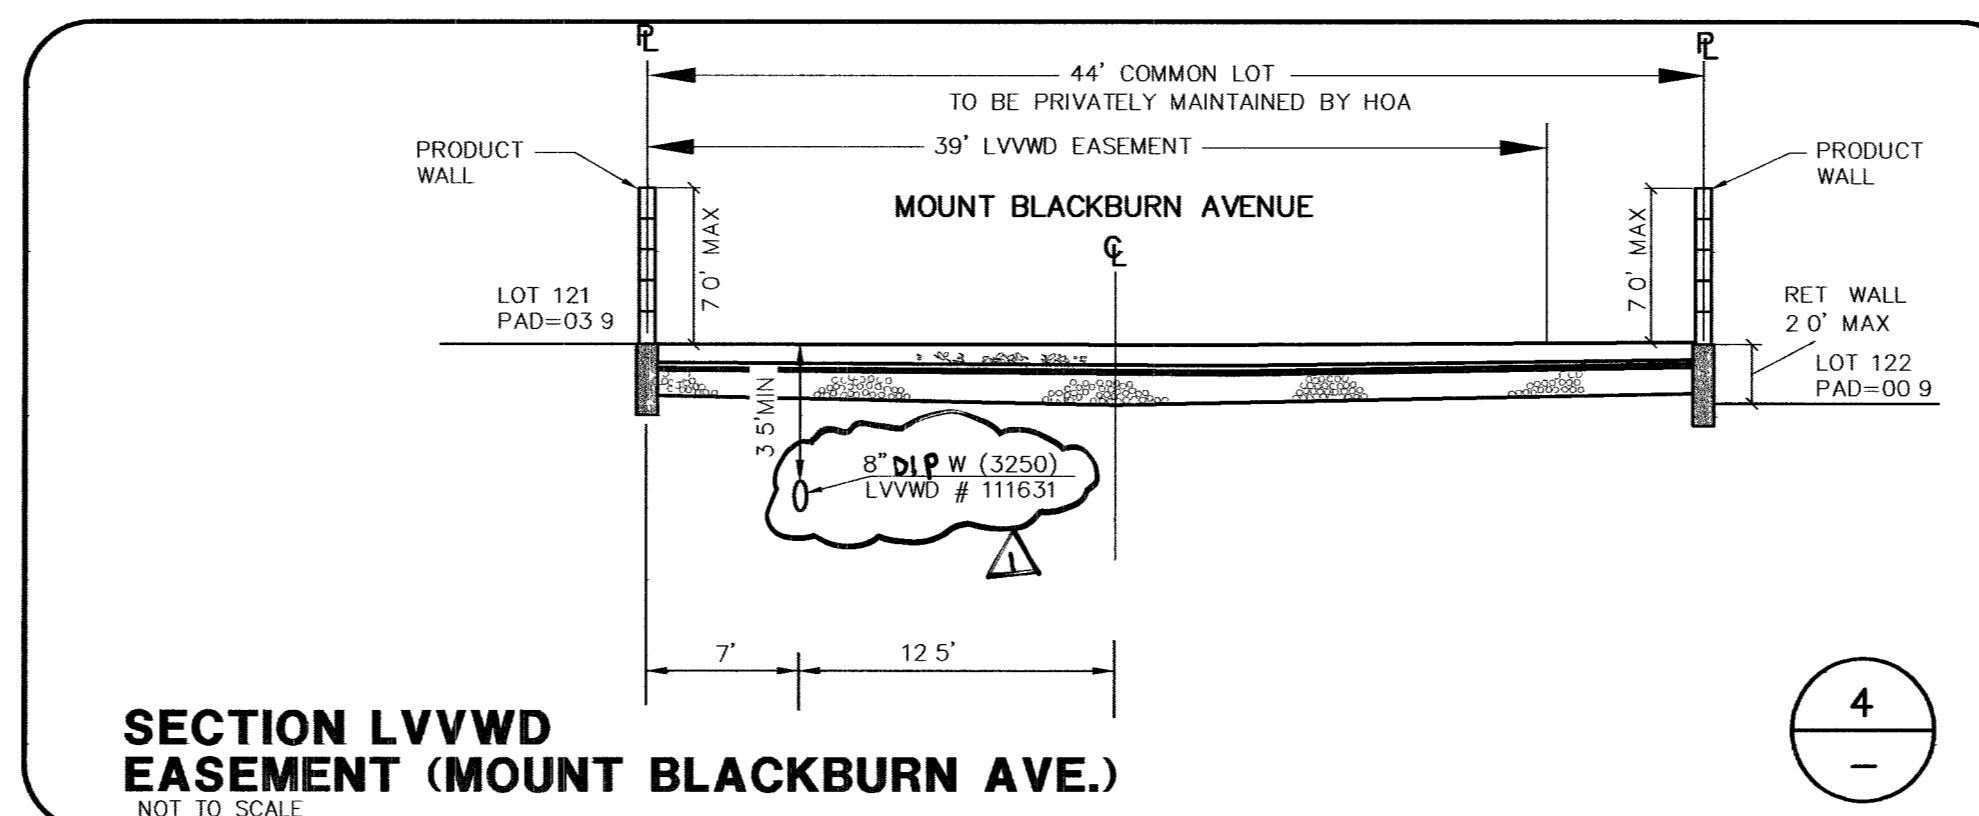 PL
PL
44' COMMON LOT
TO BE PRIVATELY MAINTAINED BY HOA
39' LVVWD EASEMENT
PRODUCT
WALL
PRODUCT
WALL
MOUNT BLACKBURN AVENUE
CL
7 0' MAX
7 0' MAX
LOT 121
PAD=03 9
RET WALL
2 0' MAX
LOT 122
PAD=00 9
3 5'MIN
8" DIP W (3250)
LVVWD # 111631
1
7'
12 5'
SECTION LVVWD
EASEMENT (MOUNT BLACKBURN AVE.)
NOT TO SCALE
4
–